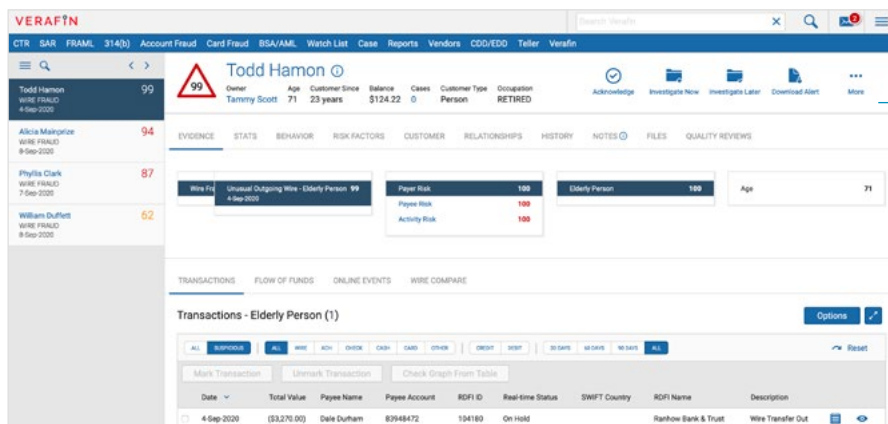 VERAFIN
Search Verafin
2
CTR SAR FRAML 314(b) Account Fraud Card Fraud BSA/AML Watch List Case Reports Vendors CDD/EDD Teller Verafin
Todd Hamon 99
WIRE FRAUD
4-Sep-2020
Alicia Mainprize 94
WIRE FRAUD
8-Sep-2020
Phyllis Clark 87
WIRE FRAUD
7-Sep-2020
William Duffett 62
WIRE FRAUD
8-Sep-2020
99
Todd Hamon
Owner Age Customer Since Balance Cases Customer Type Occupation
Tammy Scott 71 23 years $124.22 0 Person RETIRED
Acknowledge Investigate Now Investigate Later Download Alert More
EVIDENCE STATS BEHAVIOR RISK FACTORS CUSTOMER RELATIONSHIPS HISTORY NOTES FILES QUALITY REVIEWS
Wire Fra Unusual Outgoing Wire - Elderly Person 99
4-Sep-2020
Payer Risk 100
Payee Risk 100
Activity Risk 100
Elderly Person 100
Age 71
TRANSACTIONS FLOW OF FUNDS ONLINE EVENTS WIRE COMPARE
Transactions - Elderly Person (1)
Options
ALL SUSPICIOUS ALL WIRE ACH CHECK CASH CARD OTHER CREDIT DEBIT 30 DAYS 60 DAYS 90 DAYS ALL Reset
Mark Transaction Unmark Transaction Check Graph From Table
Date Total Value Payee Name Payee Account RDFI ID Real-time Status SWIFT Country RDFI Name Description
4-Sep-2020 ($3,270.00) Dale Durham 83948472 104180 On Hold Ranhow Bank & Trust Wire Transfer Out